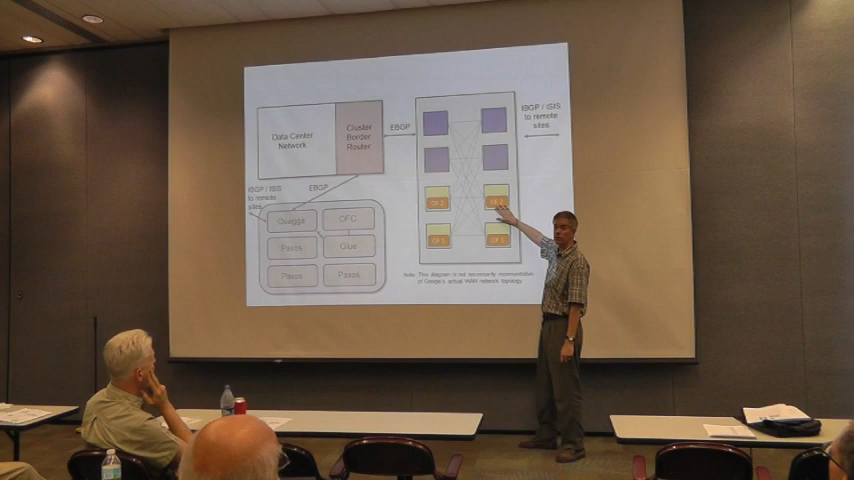 Data Center
Network
Cluster
Border
Router
EBGP
IBGP / ISIS
to remote
sites
IBGP / ISIS
to remote
sites
EBGP
Quagga
OFC
Paxos
Glue
Paxos
Paxos
Note: This diagram is not necessarily representative
of Google's actual WAN network topology